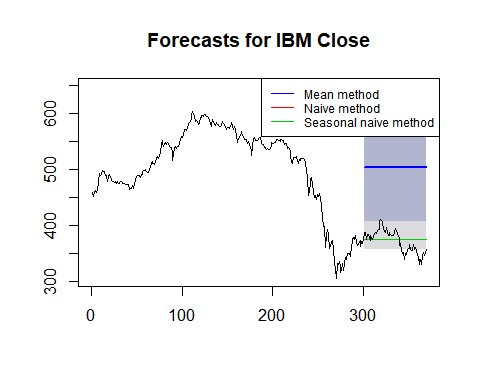 Forecasts for IBM Close
Mean method
Naive method
Seasonal naive method
600
500
400
300
0
100
200
300